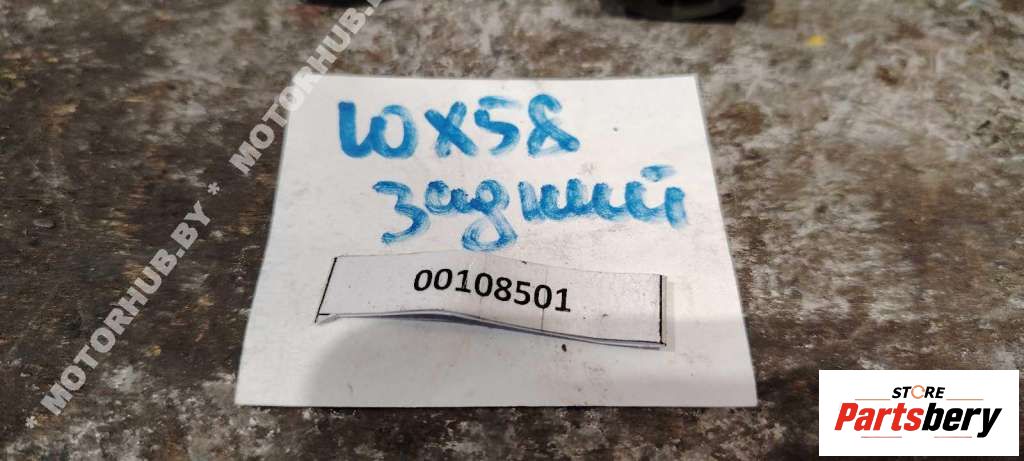 MOTORHUB.BY * MOTORHUB.BY
10X58
задний
00108501
STORE
Partsbery